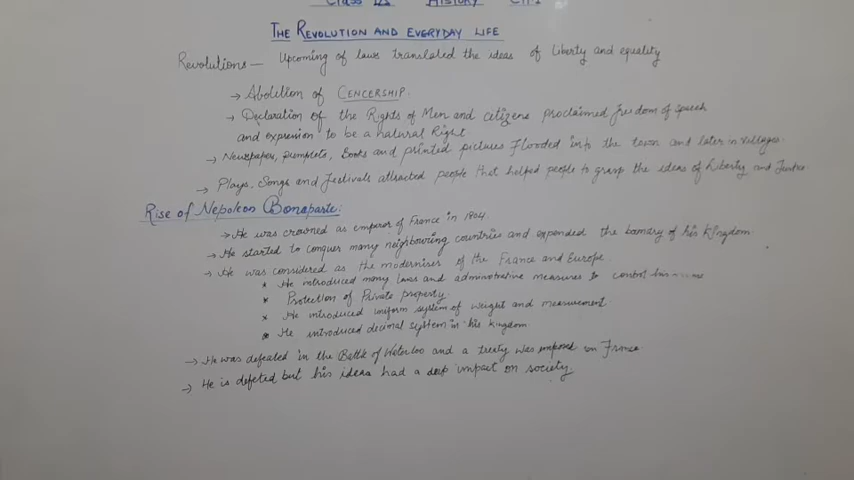 History
THE REVOLUTION AND EVERYDAY LIFE
Revolutions — Upcoming of laws translated the ideas of liberty and equality
→ Abolition of CENCERSHIP.
→ Declaration of the Rights of Men and citizens proclaimed freedom of speech
and expression to be a natural Right.
→ Newspaper, Books and printed pictures flooded into the town and later in villages.
→ Plays, Songs and festivals attracted people that helped people to grasp the ideas of liberty and Justice
Rise of Nepoleon Bonaparte:
→ He was crowned as emperor of France in 1804.
→ He started to conquer many neighbouring countries and expended the of his kingdom.
→ He was considered as the moderniser of the France and Europe.
* He introduced many laws and administrative measures to control
* Protection of Private property.
× He introduced uniform system of weight and measurement.
* He introduced decimal system in his kingdom.
→ He was defeated in the Battle of Waterloo and a treaty was imposed on France
→ He is defeted but his ideas had a deep impact on society.